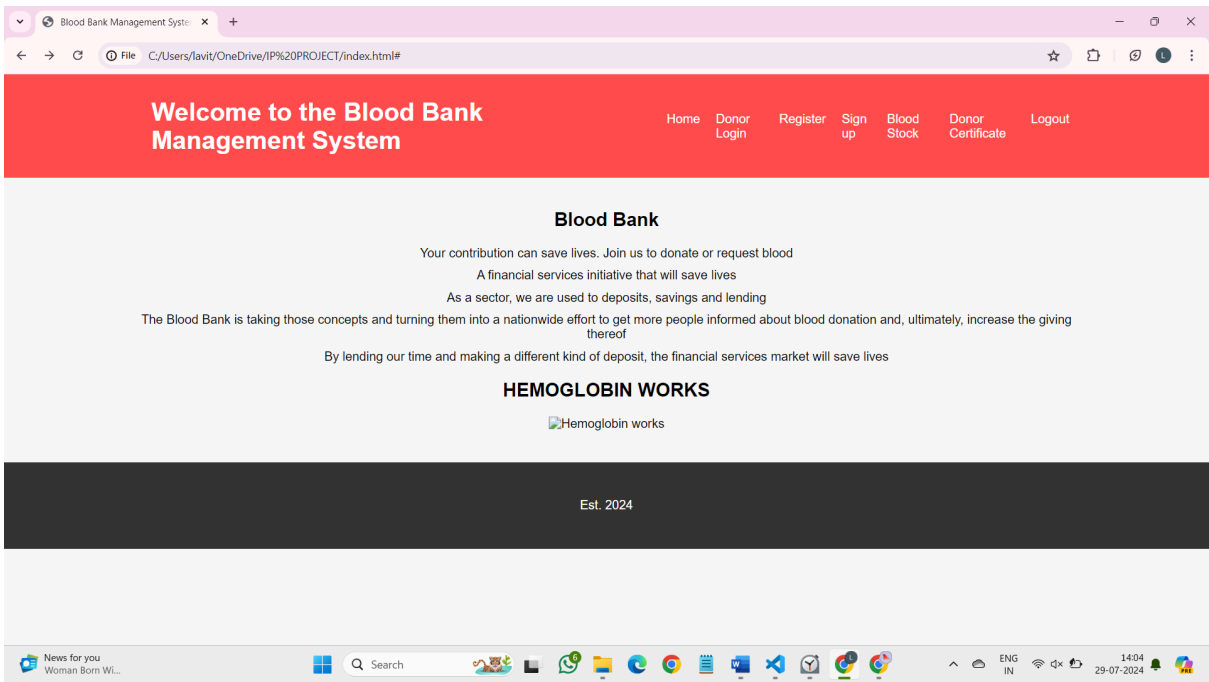 Blood Bank Management Syste
File C:/Users/lavit/OneDrive/IP%20PROJECT/index.html#
L
Welcome to the Blood Bank
Management System
Home Donor Login Register Sign up Blood Stock Donor Certificate Logout
Blood Bank
Your contribution can save lives. Join us to donate or request blood
A financial services initiative that will save lives
As a sector, we are used to deposits, savings and lending
The Blood Bank is taking those concepts and turning them into a nationwide effort to get more people informed about blood donation and, ultimately, increase the giving
thereof
By lending our time and making a different kind of deposit, the financial services market will save lives
HEMOGLOBIN WORKS
Hemoglobin works
Est. 2024
News for you
Woman Born Wi...
Search
6
L
ENG
IN
14:04
29-07-2024
PRE